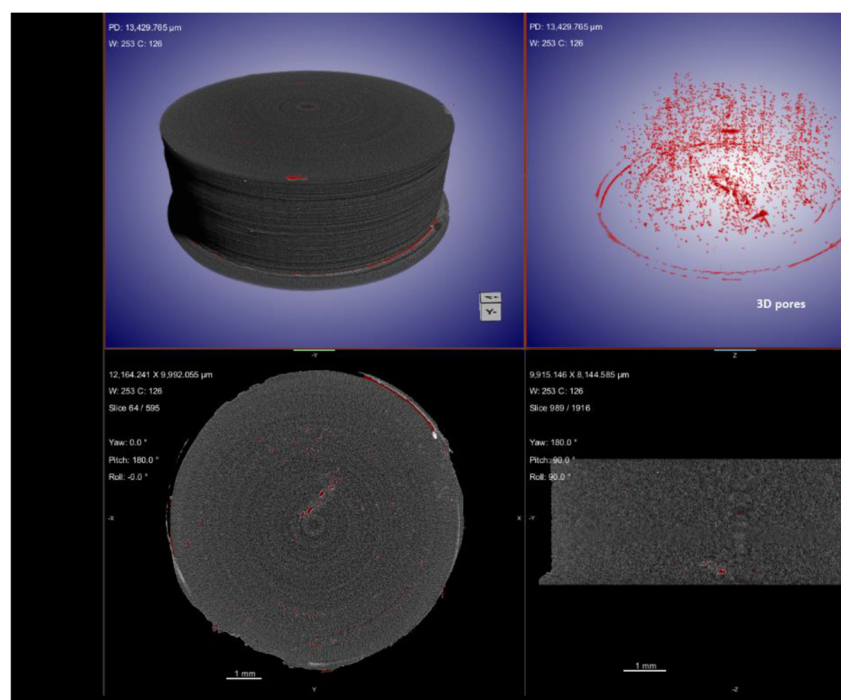 PD: 13,429.765 µm
W: 253 C: 126
Y-
PD: 13,429.765 µm
W: 253 C: 126
3D pores
-Y
12,164.241 X 9,992.055 µm
W: 253 C: 126
Slice 64 / 595
Yaw: 0.0 °
Pitch: 180.0 °
Roll: -0.0 °
-X
X
1 mm
Y
Z
9,915.146 X 8,144.585 µm
W: 253 C: 126
Slice 989 / 1916
Yaw: 180.0 °
Pitch: 90.0 °
Roll: 90.0 °
-Y
1 mm
-Z